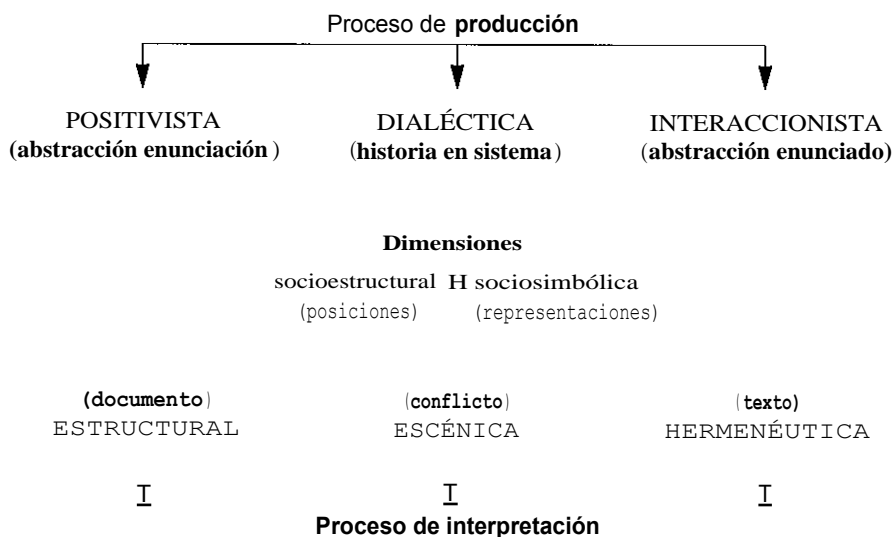 Proceso de producción
POSITIVISTA DIALÉCTICA INTERACCIONISTA
(abstracción enunciación) (historia en sistema) (abstracción enunciado)
Dimensiones
socioestructural H sociosimbólica
(posiciones) (representaciones)
(documento) (conflicto) (texto)
ESTRUCTURAL ESCÉNICA HERMENÉUTICA
T T T
Proceso de interpretación